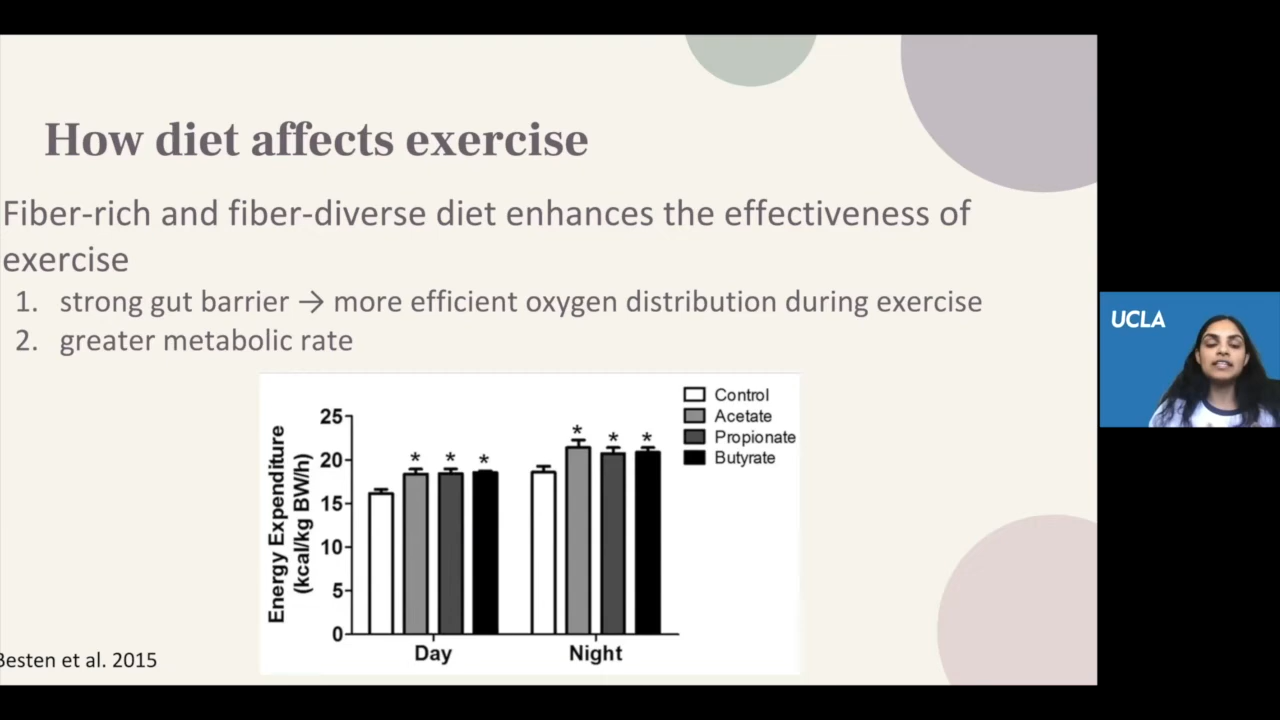 How diet affects exercise
Fiber-rich and fiber-diverse diet enhances the effectiveness of
exercise
1. strong gut barrier → more efficient oxygen distribution during exercise
2. greater metabolic rate
Energy Expenditure
(kcal/kg BW/h)
25
20
15
10
5
0
* * *
* * *
Day
Night
Control
Acetate
Propionate
Butyrate
Besten et al. 2015
UCLA